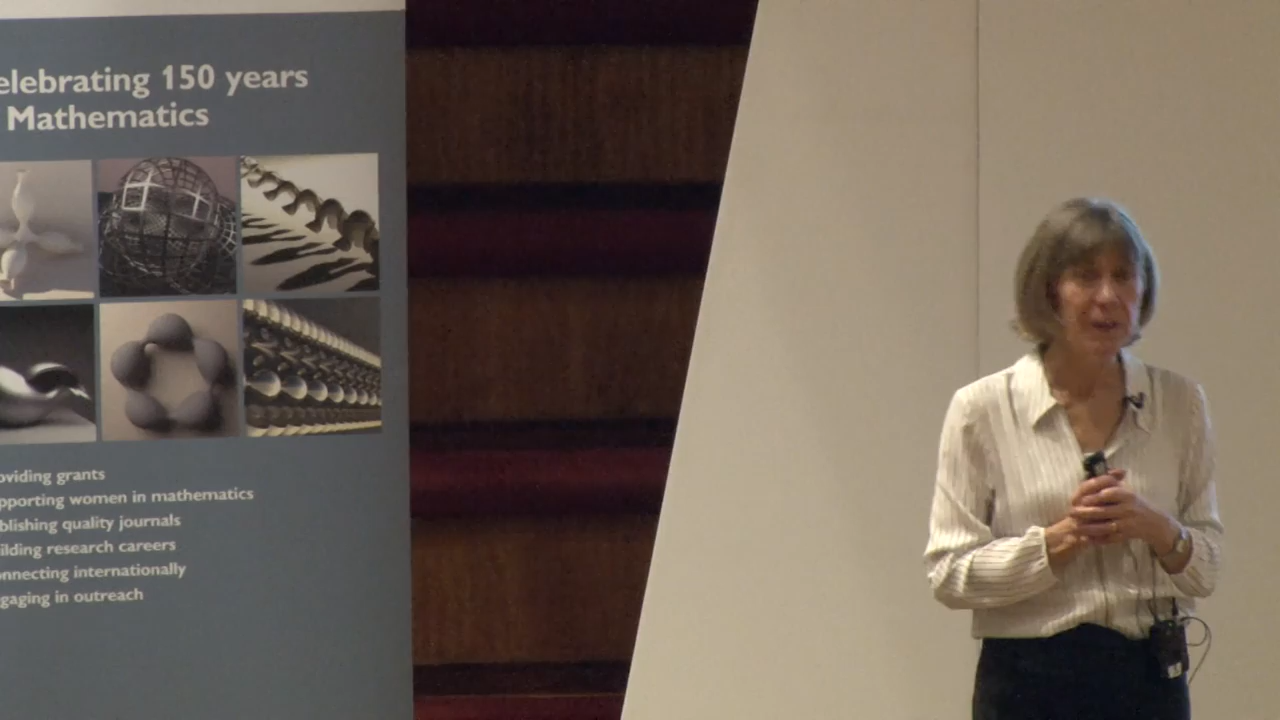 elebrating 150 years
Mathematics
oviding grants
pporting women in mathematics
blishing quality journals
ilding research careers
onnecting internationally
gaging in outreach